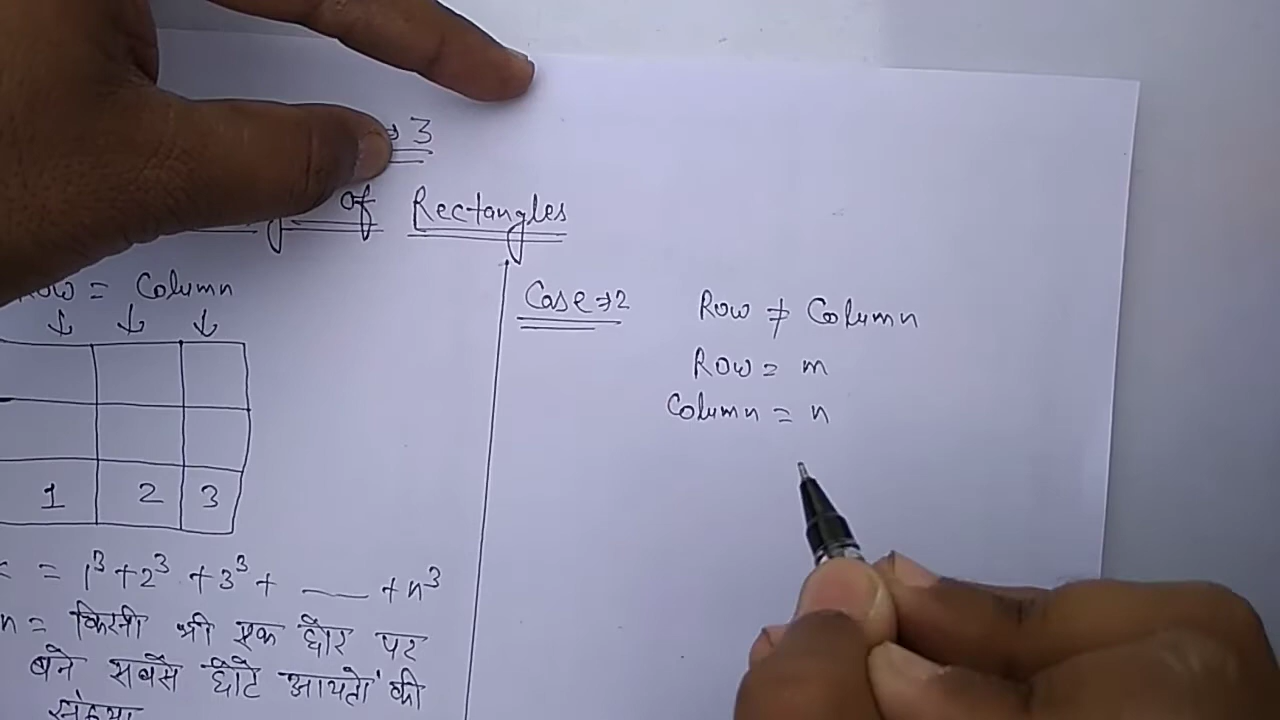 ⇒ 3
of Rectangles
Row = Column
↓ ↓ ↓
1 2 3
= 1³ + 2³ + 3³ + ___ + n³
n = किसी भी एक छोर पर
बने सबसे छोटे आयतों की
संख्या
Case ⇒ 2 Row ≠ Column
Row = m
Column = n